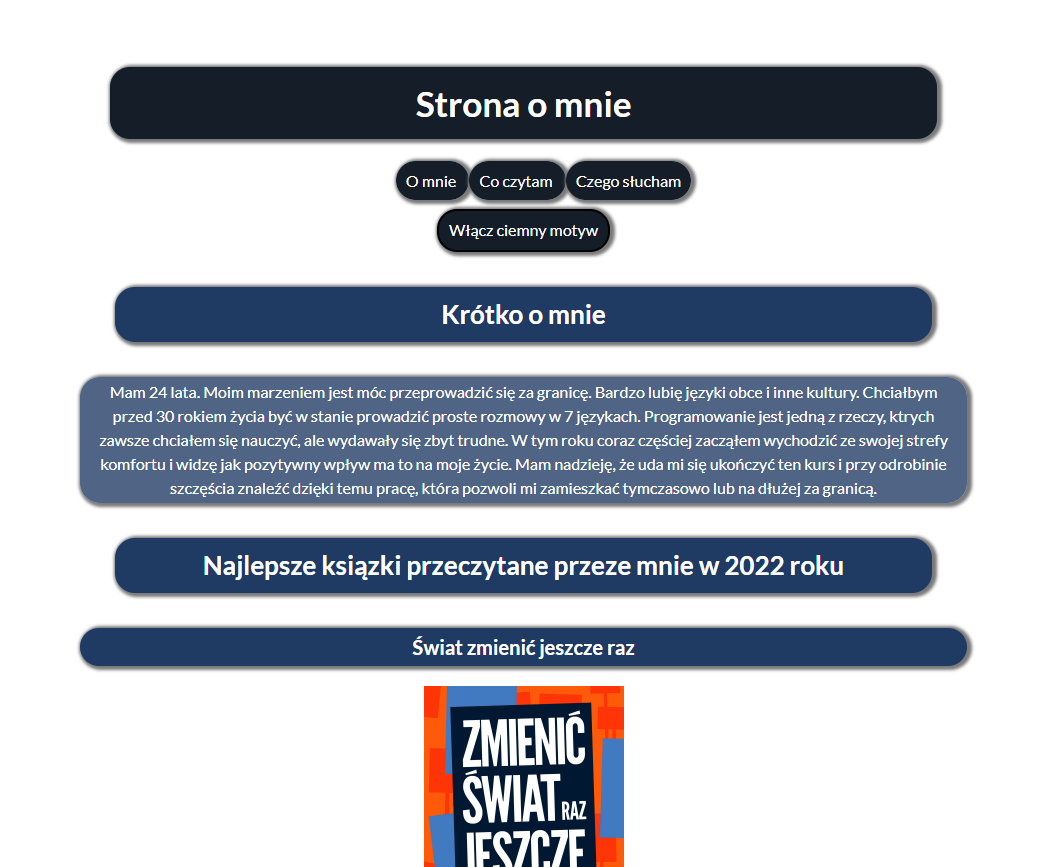 Strona o mnie
O mnie Co czytam Czego słucham
Włącz ciemny motyw
Krótko o mnie
Mam 24 lata. Moim marzeniem jest móc przeprowadzić się za granicę. Bardzo lubię języki obce i inne kultury. Chciałbym
przed 30 rokiem życia być w stanie prowadzić proste rozmowy w 7 językach. Programowanie jest jedną z rzeczy, ktrych
zawsze chciałem się nauczyć, ale wydawały się zbyt trudne. W tym roku coraz częściej zacząłem wychodzić ze swojej strefy
komfortu i widzę jak pozytywny wpływ ma to na moje życie. Mam nadzieję, że uda mi się ukończyć ten kurs i przy odrobinie
szczęścia znaleźć dzięki temu pracę, która pozwoli mi zamieszkać tymczasowo lub na dłużej za granicą.
Najlepsze książki przeczytane przeze mnie w 2022 roku
Świat zmienić jeszcze raz
ZMIENIĆ
ŚWIAT RAZ
JESZCZE